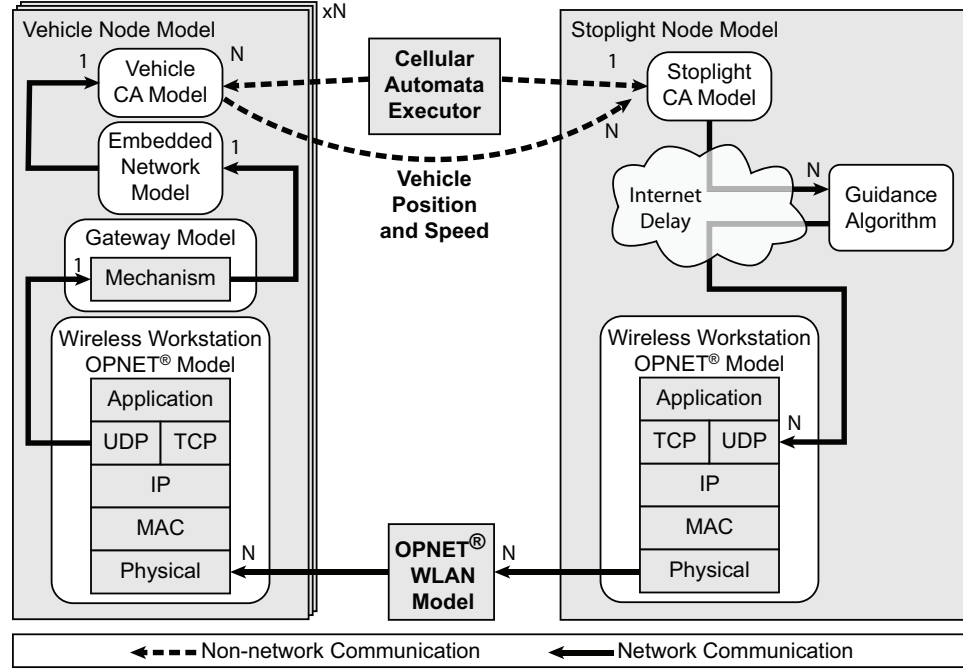 xN
Vehicle Node Model
1
Vehicle
CA Model
N
Embedded
Network
Model
1
Gateway Model
1
Mechanism
Wireless Workstation
OPNET® Model
Application
UDP TCP
IP
MAC
Physical
N
Cellular
Automata
Executor
Vehicle
Position
and Speed
OPNET®
WLAN
Model
N
Stoplight Node Model
1
Stoplight
CA Model
N
Internet
Delay
N
Guidance
Algorithm
Wireless Workstation
OPNET® Model
Application
TCP UDP
N
IP
MAC
Physical
Non-network Communication
Network Communication